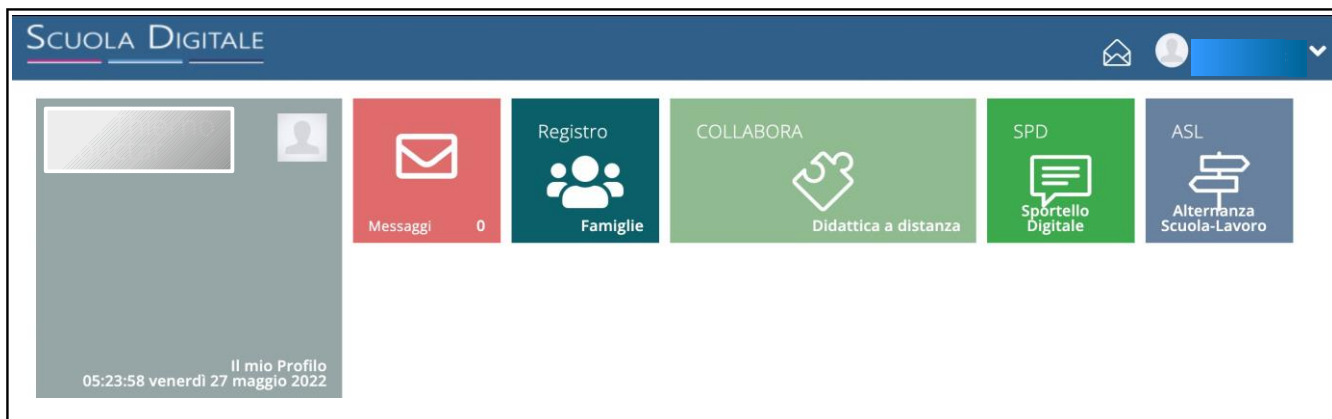 SCUOLA DIGITALE
Il mio Profilo
05:23:58 venerdì 27 maggio 2022
Messaggi 0
Registro
Famiglie
COLLABORA
Didattica a distanza
SPD
Sportello
Digitale
ASL
Alternanza
Scuola-Lavoro